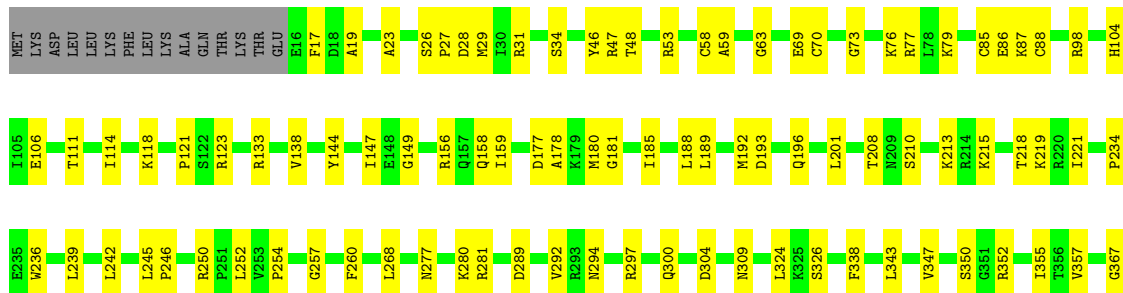 MET LYS ASP LEU LEU LYS PHE LEU LYS ALA GLN THR LYS THR GLU E16 F17 D18 A19 A23 S26 P27 D28 M29 I30 R31 S34 Y46 R47 T48 R53 C58 A59 G63 E69 C70 G73 K76 R77 L78 K79 C85 E86 K87 C88 R98 H104
I105 E106 T111 I114 K118 P121 S122 R123 R133 V138 Y144 I147 E148 G149 R156 Q157 Q158 I159 D177 A178 K179 M180 G181 I185 L188 L189 M192 D193 Q196 L201 T208 N209 S210 K213 R214 K215 T218 K219 R220 I221 P234
E235 W236 L239 L242 L245 P246 R250 P251 L252 V253 P254 G257 F260 L268 N277 K280 R281 D289 V292 R293 N294 R297 Q300 D304 N309 L324 K325 S326 F338 L343 V347 S350 G351 R352 I355 T356 V357 G367